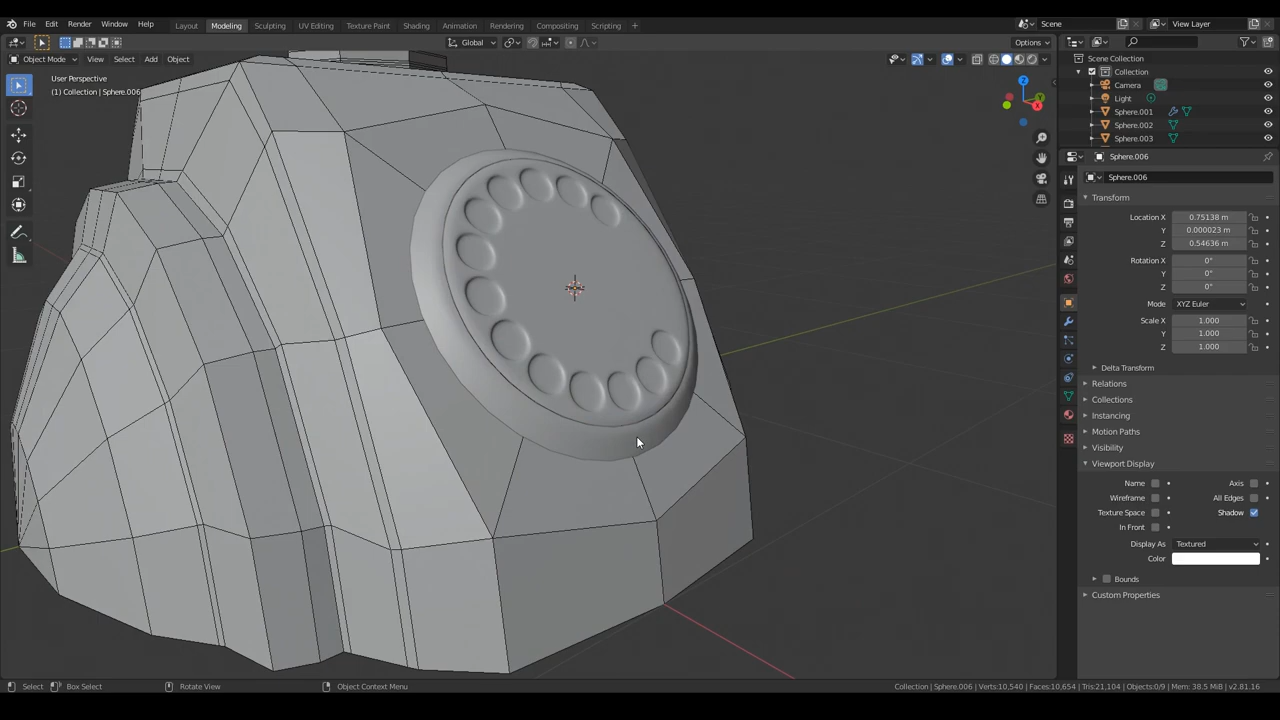 File Edit Render Window Help Layout Modeling Sculpting UV Editing Texture Paint Shading Animation Rendering Compositing Scripting + Scene View Layer
Global Options
Object Mode View Select Add Object
User Perspective
(1) Collection | Sphere.006
Z
Y
X
Scene Collection
Collection
Camera
Light
Sphere.001
Sphere.002
Sphere.003
Sphere.006
Sphere.006
Transform
Location X 0.75138 m
Y 0.000023 m
Z 0.54636 m
Rotation X 0°
Y 0°
Z 0°
Mode XYZ Euler
Scale X 1.000
Y 1.000
Z 1.000
Delta Transform
Relations
Collections
Instancing
Motion Paths
Visibility
Viewport Display
Name Axis
Wireframe All Edges
Texture Space Shadow
In Front
Display As Textured
Color
Bounds
Custom Properties
Select Box Select Rotate View Object Context Menu Collection | Sphere.006 | Verts:10,540 | Faces:10,654 | Tris:21,104 | Objects:0/9 | Mem: 38.5 MiB | v2.81.16